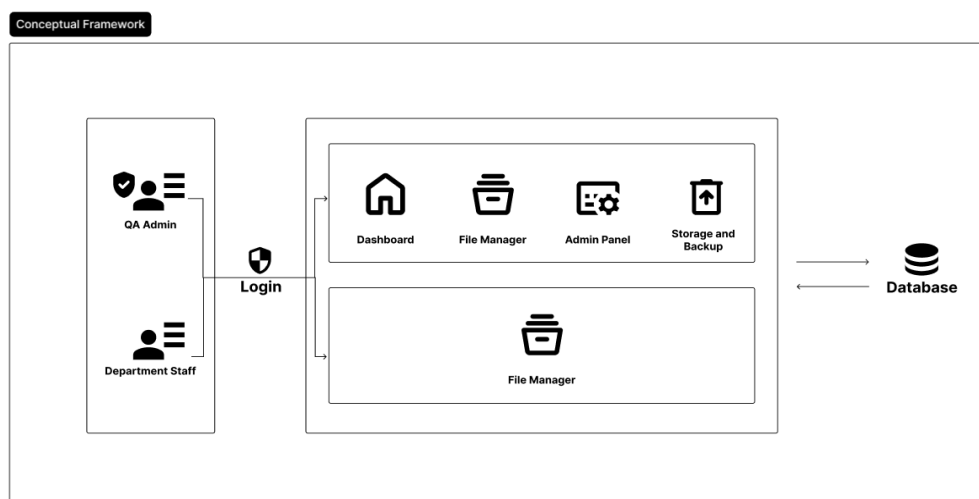 Conceptual Framework
QA Admin
Department Staff
Login
Dashboard
File Manager
Admin Panel
Storage and
Backup
File Manager
Database